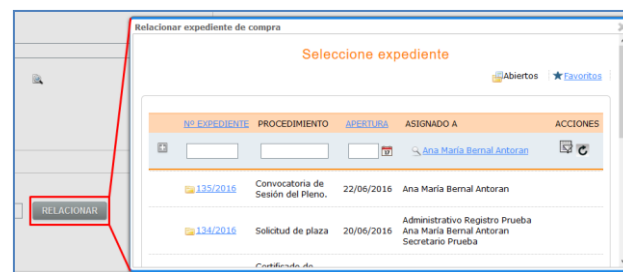 Relacionar expediente de compra
Seleccione expediente
Abiertos Favoritos
Nº EXPEDIENTE PROCEDIMIENTO APERTURA ASIGNADO A ACCIONES
Ana María Bernal Antoran
135/2016 Convocatoria de Sesión del Pleno. 22/06/2016 Ana María Bernal Antoran
RELACIONAR
134/2016 Solicitud de plaza 20/06/2016 Administrativo Registro Prueba
Ana María Bernal Antoran
Secretario Prueba
Certificado de